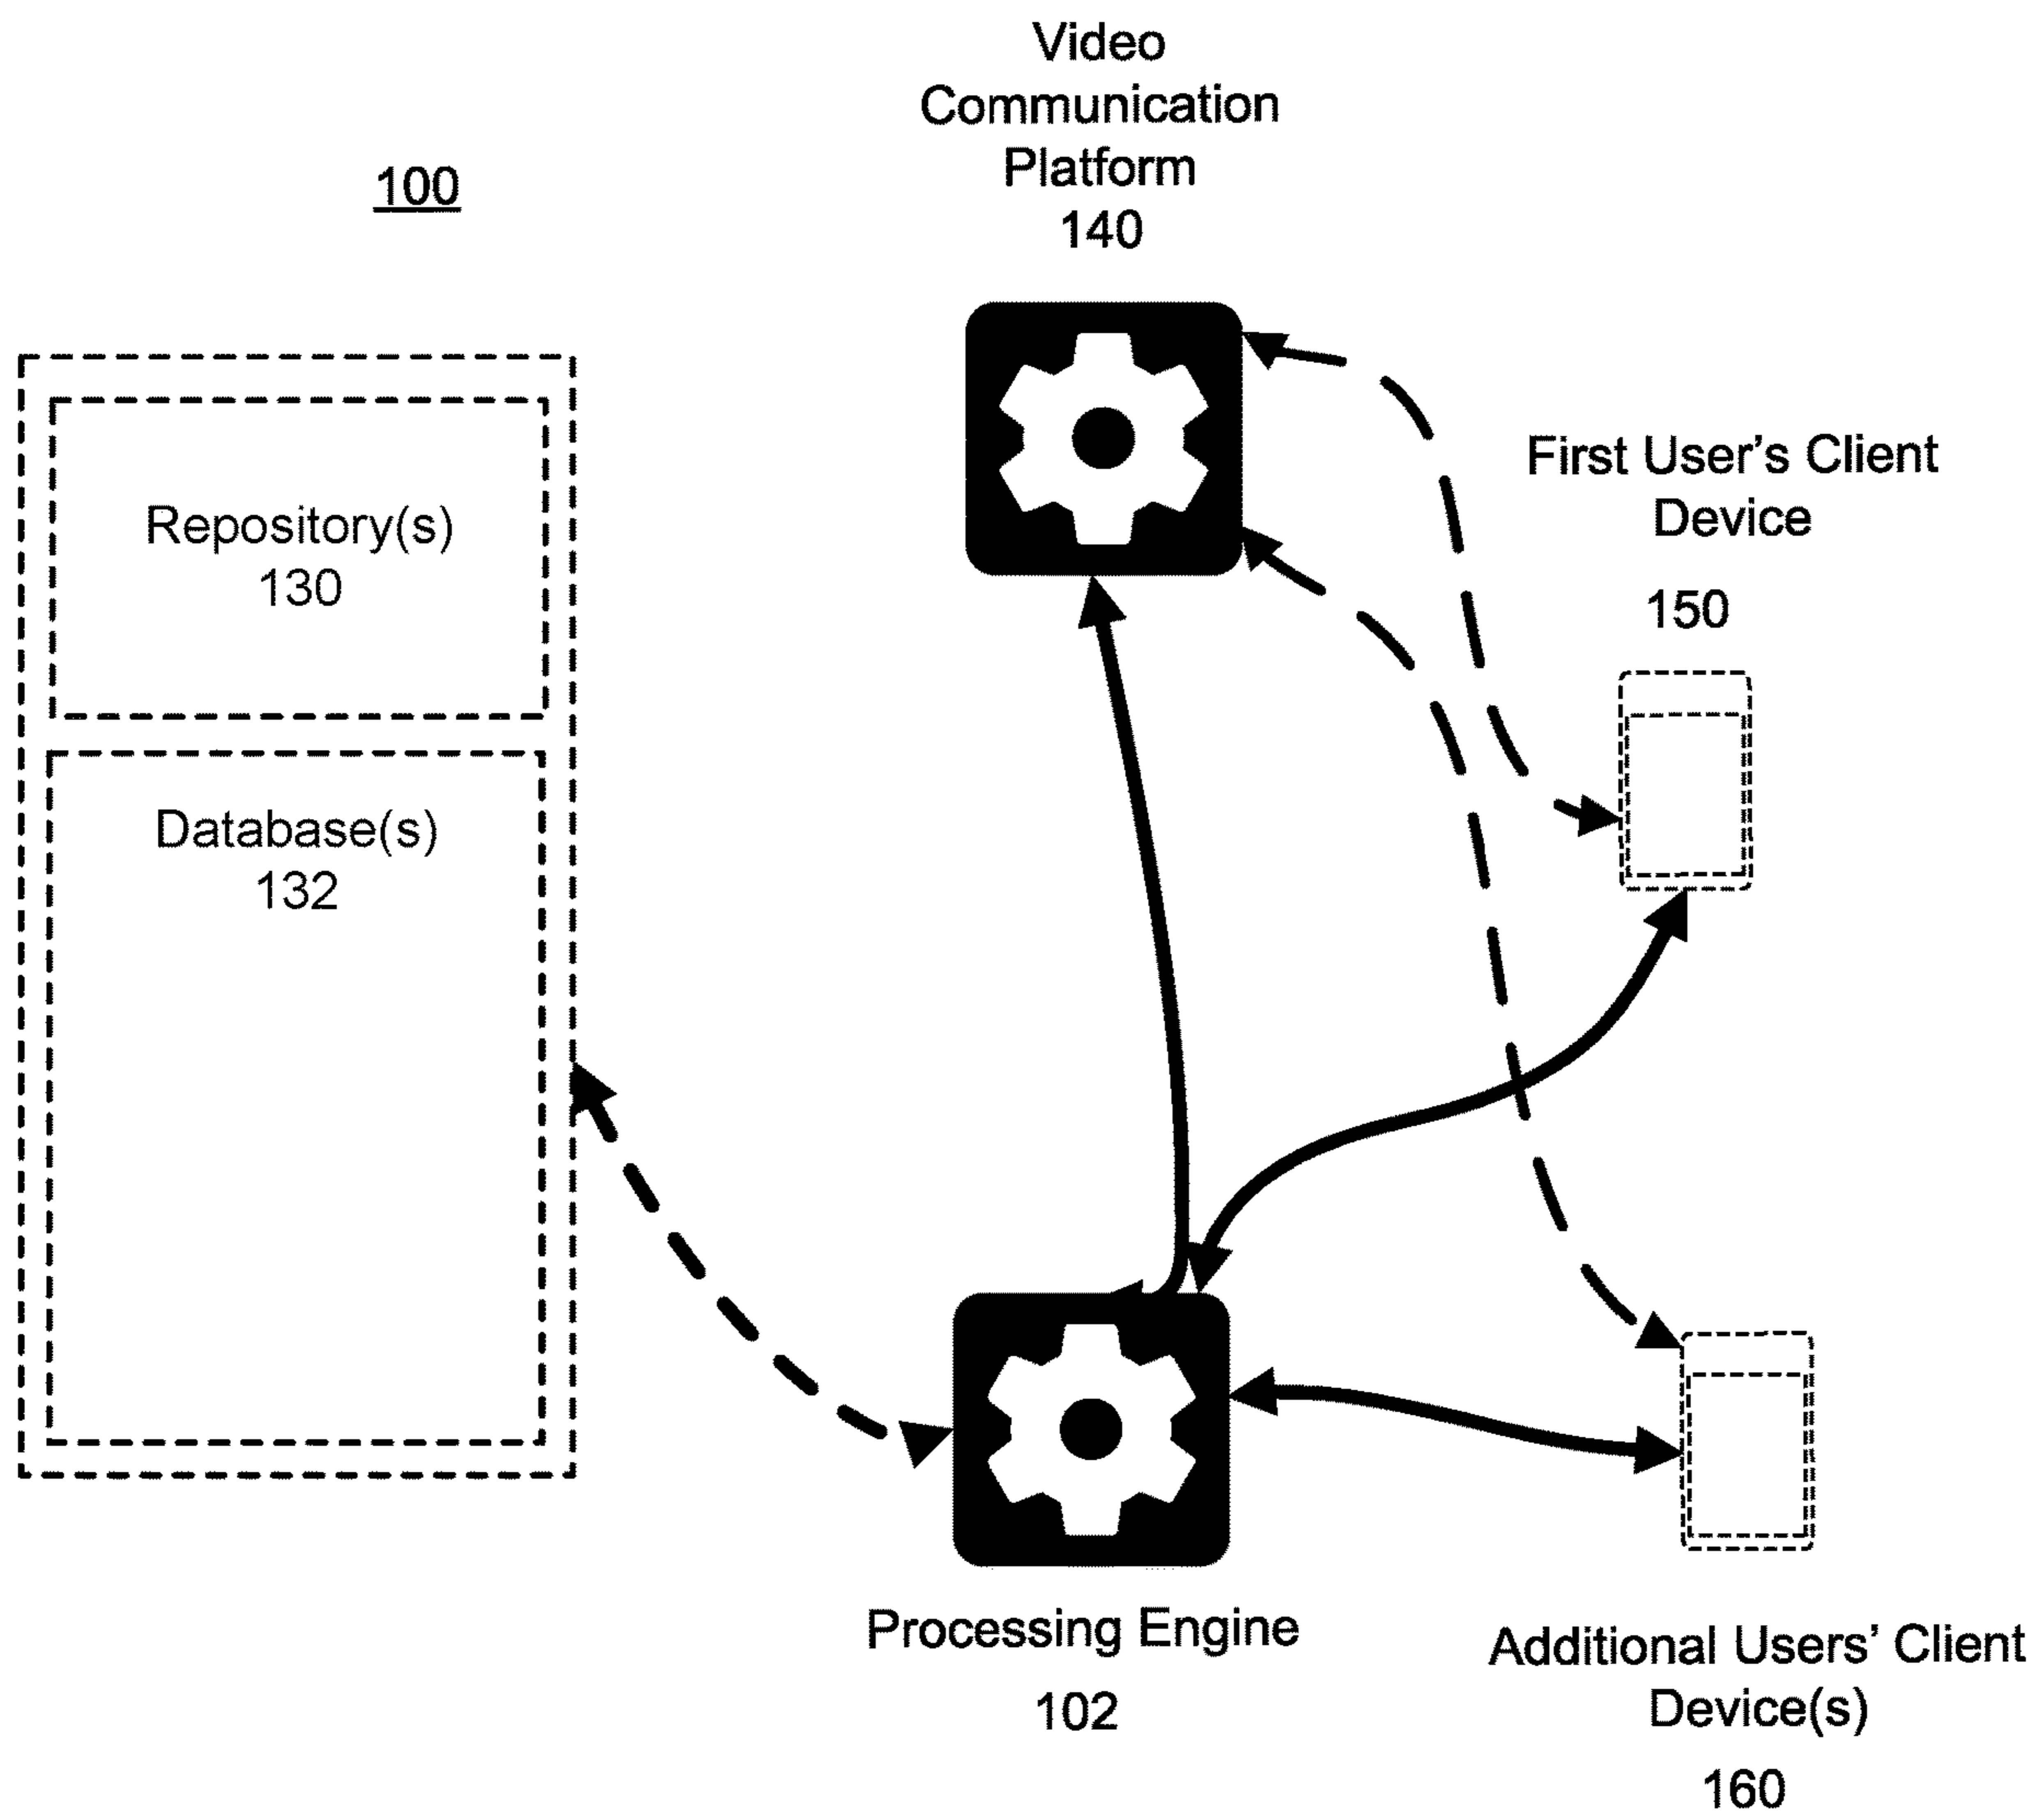 Video
Communication
Platform
140
100
Repository(s)
130
Database(s)
132
First User’s Client
Device
150
Processing Engine
102
Additional Users’ Client
Device(s)
160